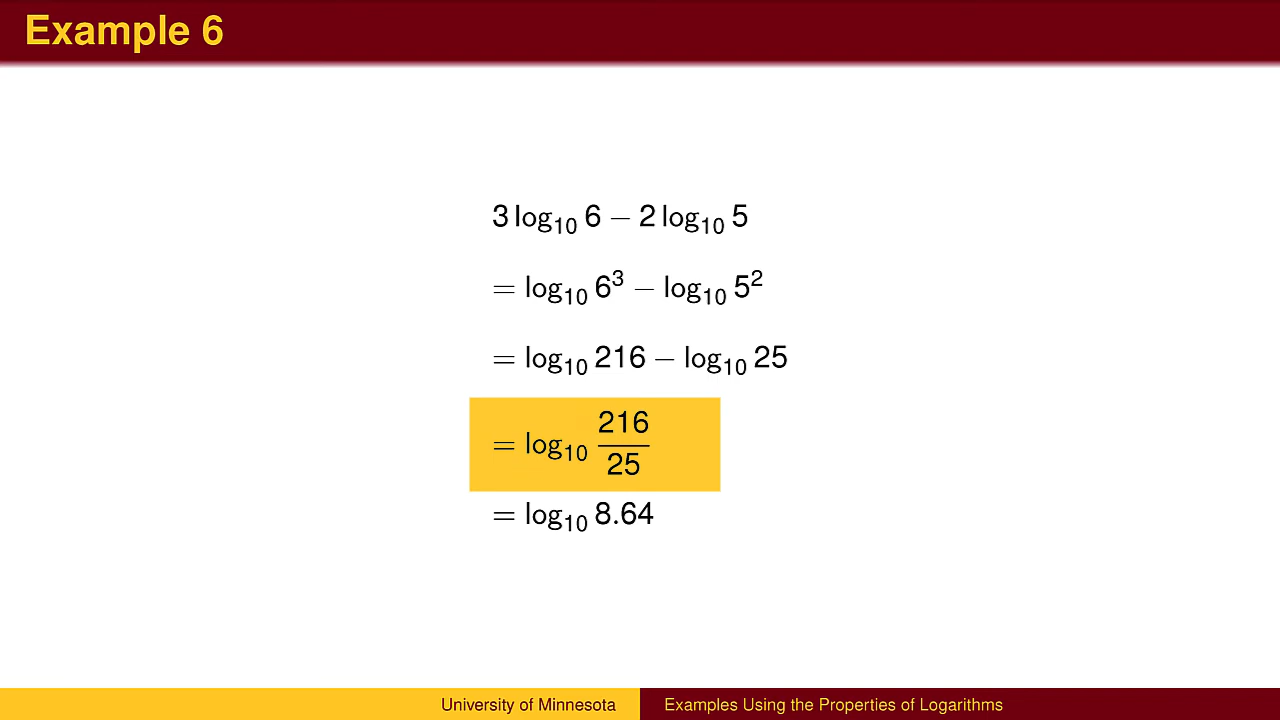 Example 6
3 log₁₀ 6 − 2 log₁₀ 5
= log₁₀ 6³ − log₁₀ 5²
= log₁₀ 216 − log₁₀ 25
= log₁₀ 216/25
= log₁₀ 8.64
University of Minnesota Examples Using the Properties of Logarithms